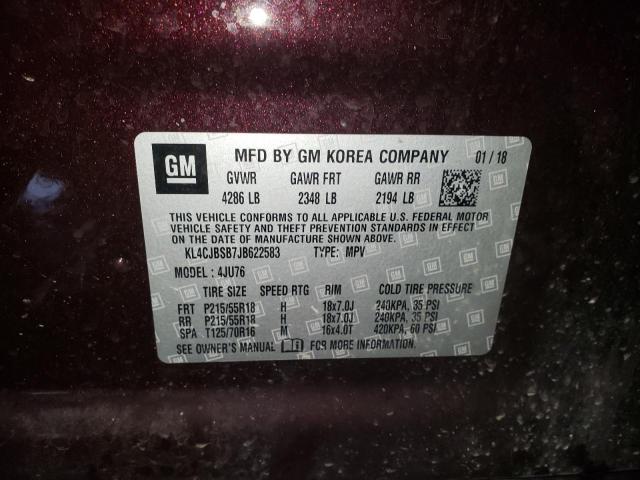 GM MFD BY GM KOREA COMPANY 01/18
GVWR GAWR FRT GAWR RR
4286 LB 2348 LB 2194 LB
THIS VEHICLE CONFORMS TO ALL APPLICABLE U.S. FEDERAL MOTOR
VEHICLE SAFETY AND THEFT PREVENTION STANDARDS IN EFFECT ON
THE DATE OF MANUFACTURE SHOWN ABOVE.
KL4CJBSB7JB622583 TYPE: MPV
MODEL : 4JU76
TIRE SIZE SPEED RTG RIM COLD TIRE PRESSURE
FRT P215/55R18 H 18x7.0J 240KPA, 35 PSI
RR P215/55R18 H 18x7.0J 240KPA, 35 PSI
SPA T125/70R16 M 16x4.0T 420KPA, 60 PSI
SEE OWNER'S MANUAL FOR MORE INFORMATION.